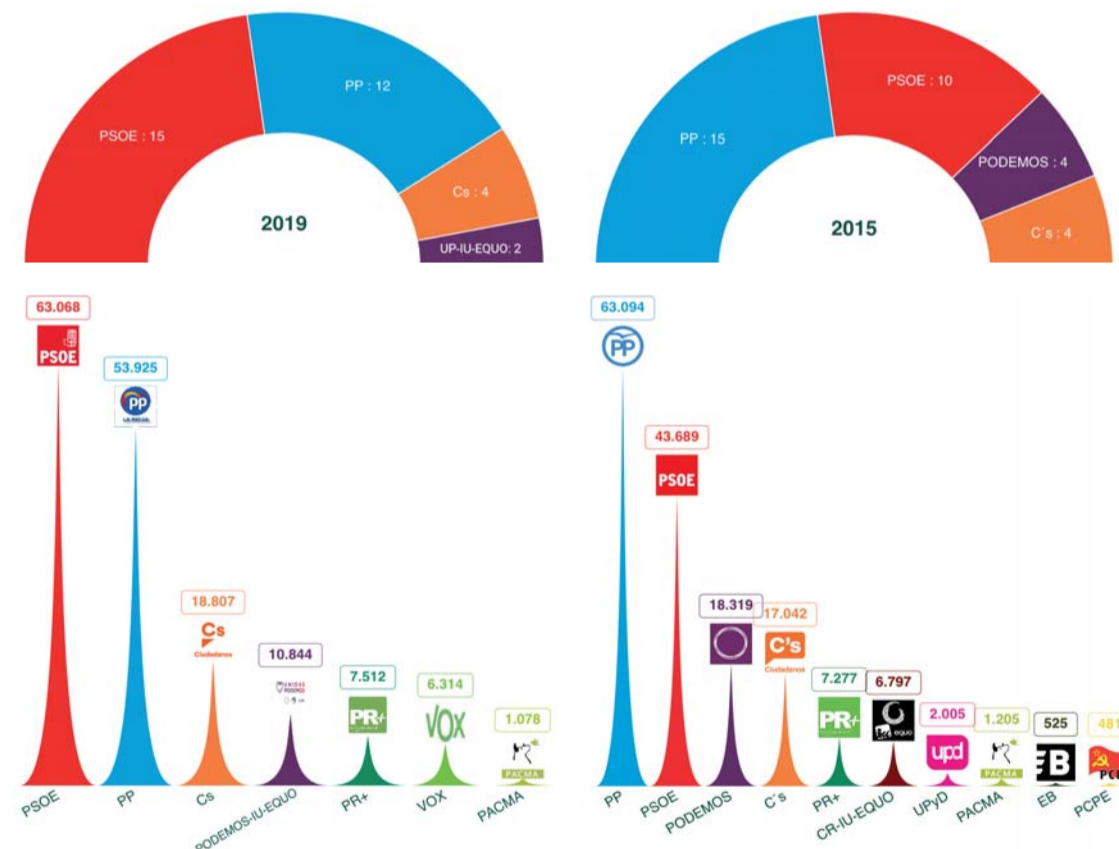 PSOE : 15
PP : 12
Cs : 4
UP-IU-EQUO: 2
2019
PP : 15
PSOE : 10
PODEMOS : 4
C´s : 4
2015
63.068
PSOE
53.925
PP
18.807
Cs
Ciudadanos
10.844
UNIDAS
PODEMOS
7.512
PR+
6.314
VOX
1.078
PACMA
PSOE
PP
Cs
PODEMOS-IU-EQUO
PR+
VOX
PACMA
63.094
PP
43.689
PSOE
18.319
17.042
C's
Ciudadanos
7.277
PR+
6.797
equo
2.005
upd
1.205
PACMA
525
EB
481
PC
PP
PSOE
PODEMOS
C´s
PR+
CR-IU-EQUO
UPyD
PACMA
EB
PCPE